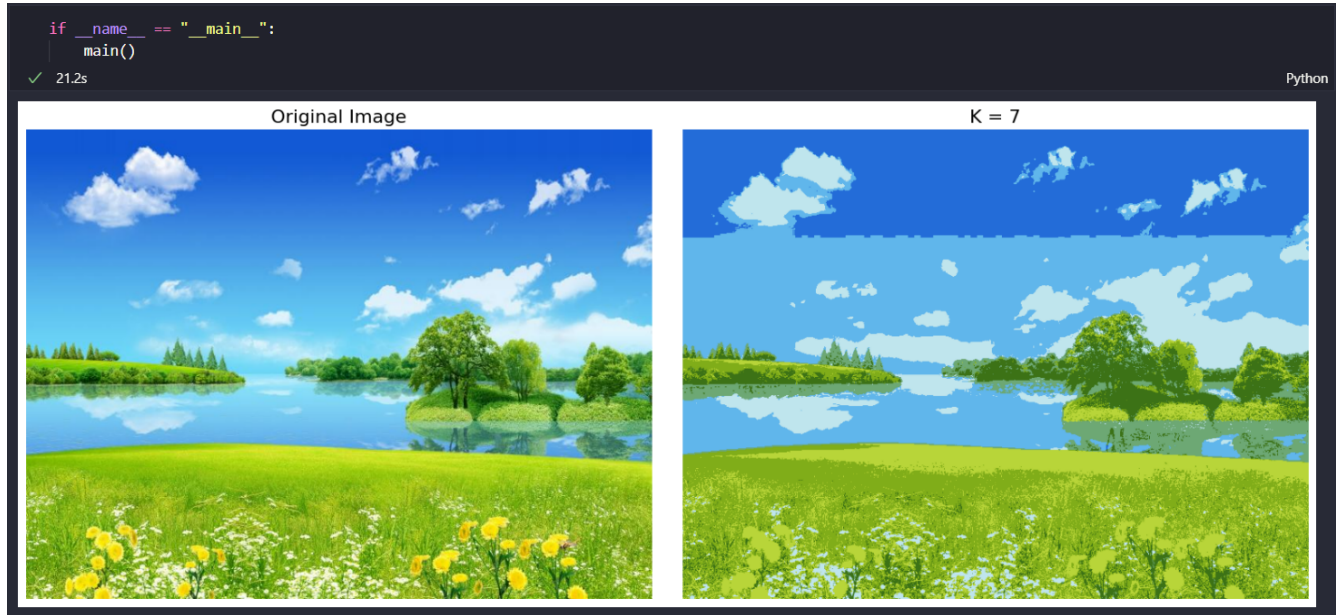 if __name__ == "__main__":
main()
21.2s
Python
Original Image
K = 7